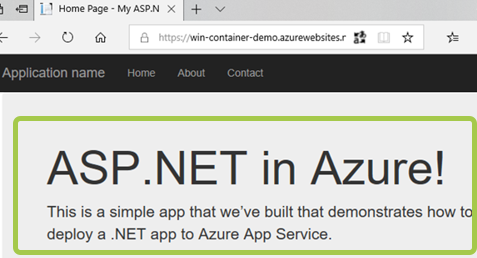 Home Page - My ASP.N
https://win-container-demo.azurewebsites.r
Application name Home About Contact
ASP.NET in Azure!
This is a simple app that we've built that demonstrates how to
deploy a .NET app to Azure App Service.